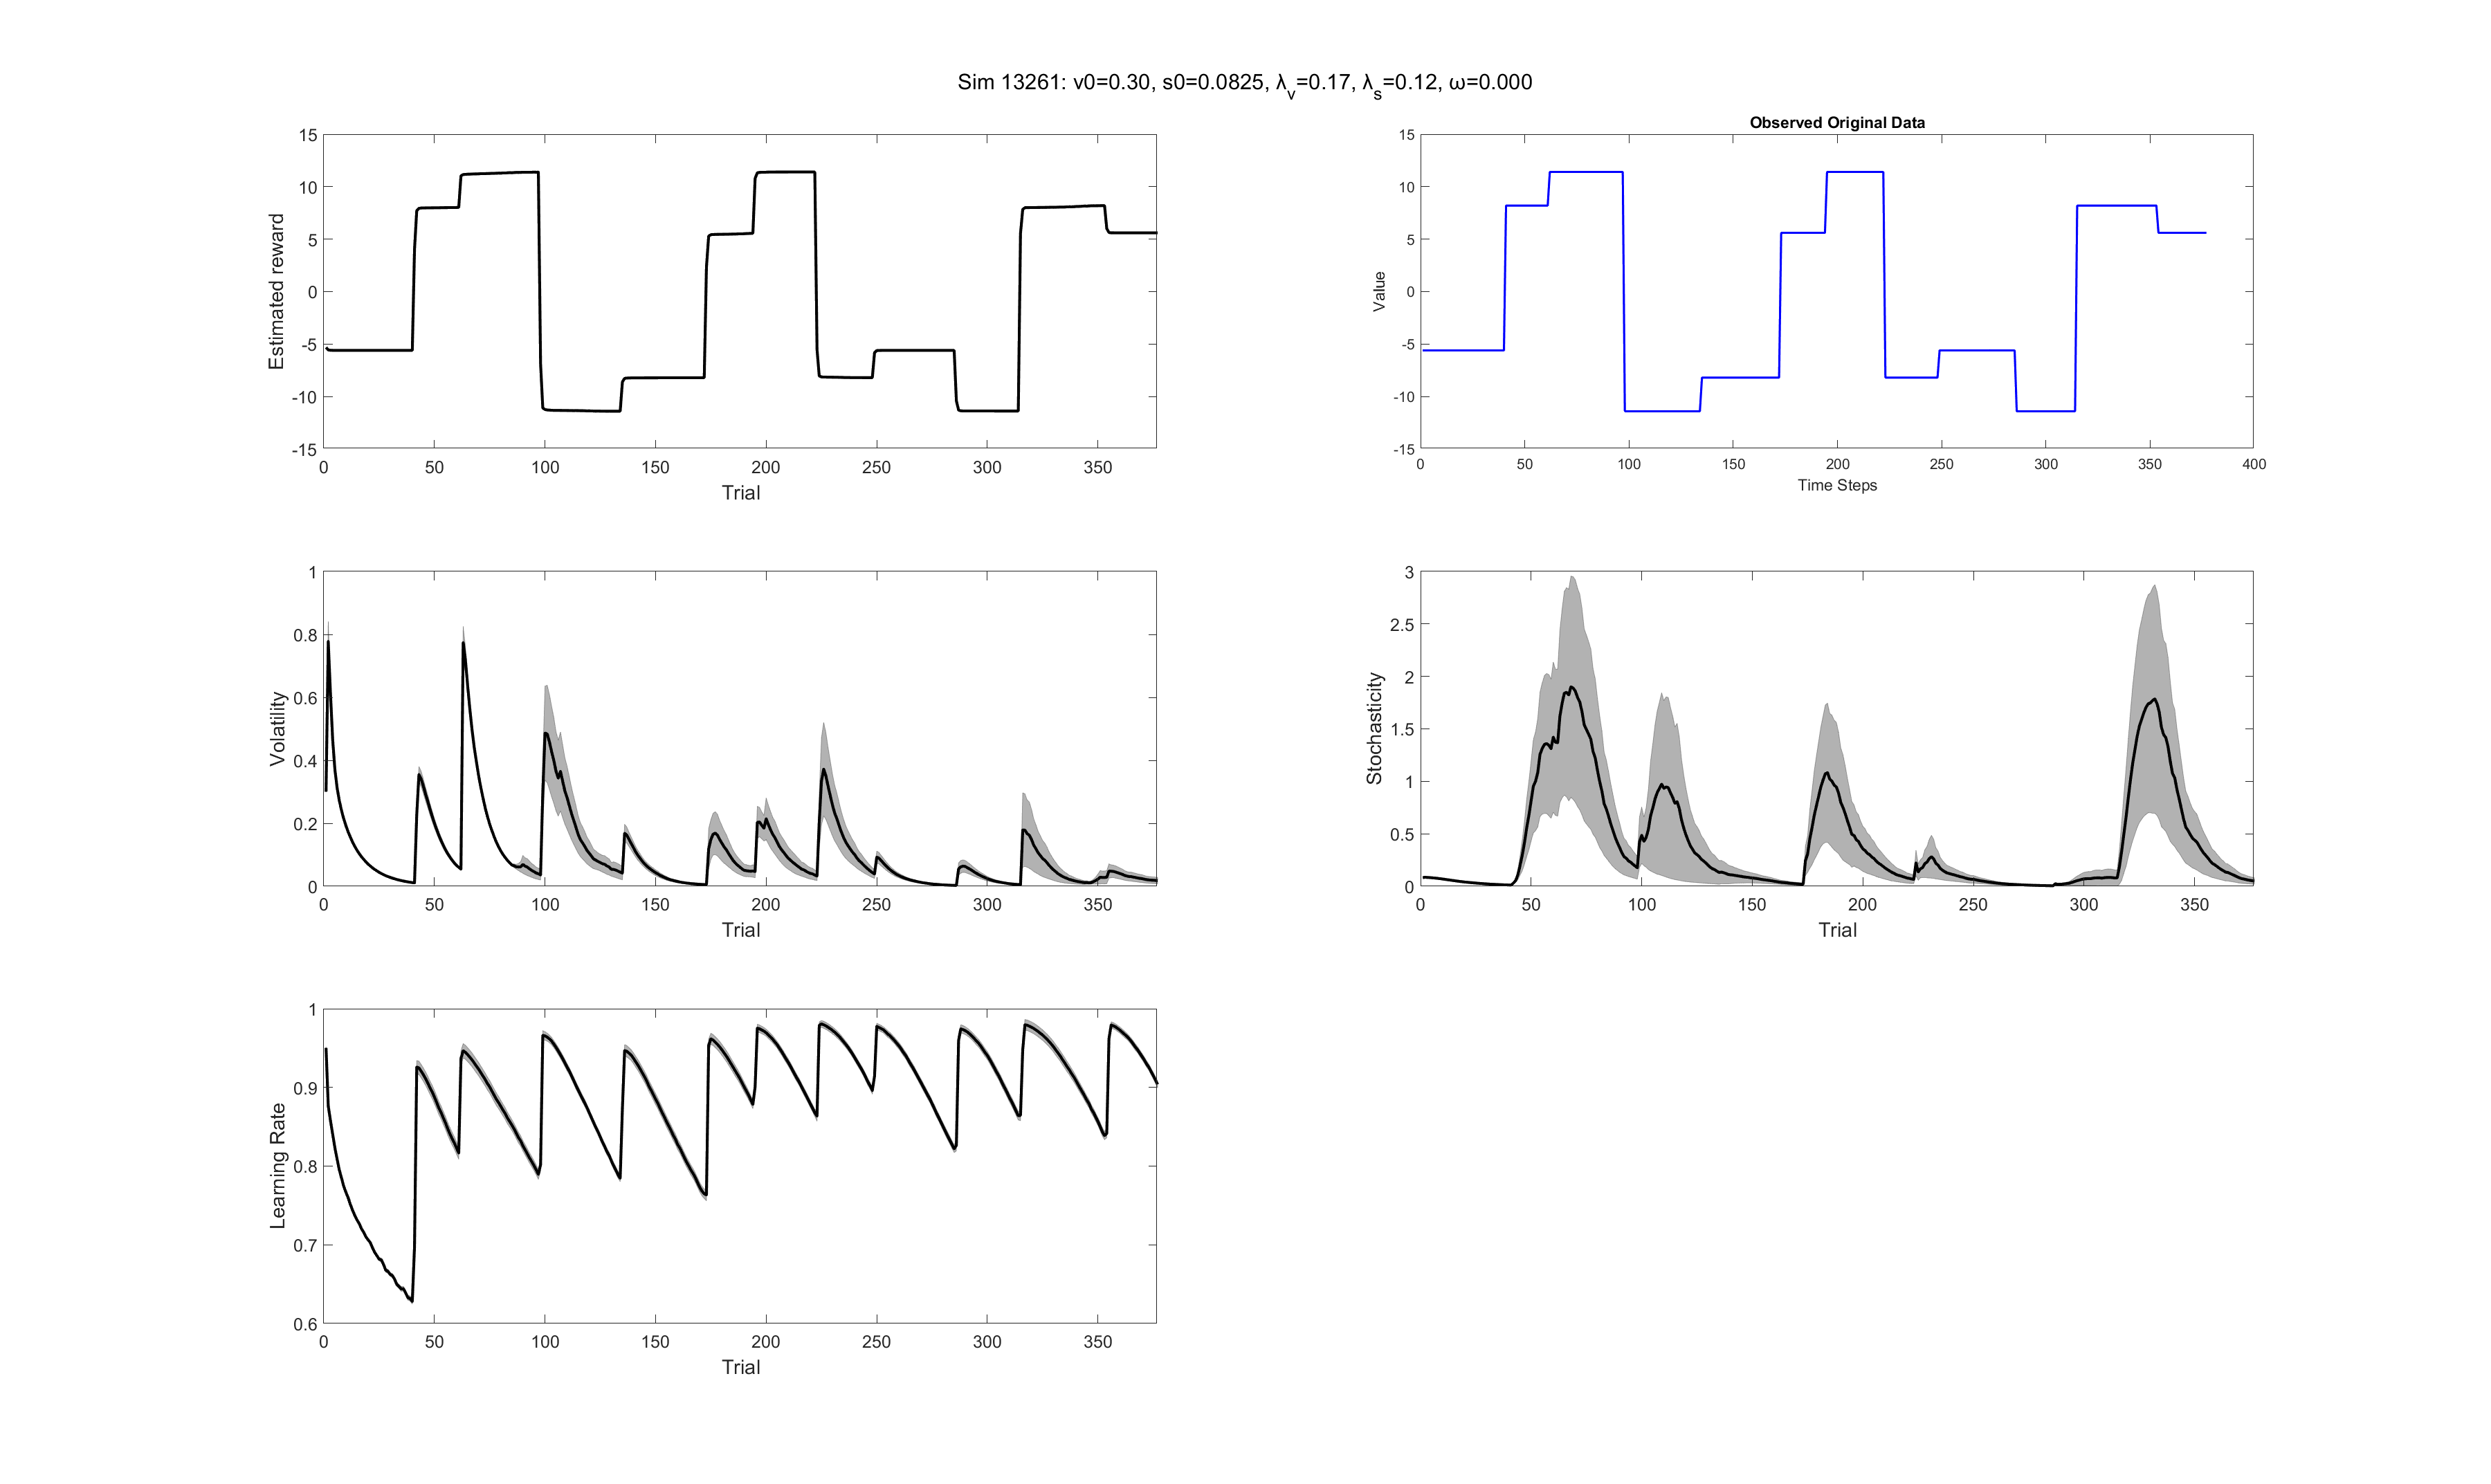 Sim 13261: v0=0.30, s0=0.0825, λv=0.17, λs=0.12, ω=0.000
15
10
5
0
-5
-10
-15
Estimated reward
0 50 100 150 200 250 300 350
Trial
Observed Original Data
15
10
5
0
-5
-10
-15
Value
0 50 100 150 200 250 300 350 400
Time Steps
1
0.8
0.6
0.4
0.2
0
Volatility
0 50 100 150 200 250 300 350
Trial
3
2.5
2
1.5
1
0.5
0
Stochasticity
0 50 100 150 200 250 300 350
Trial
1
0.9
0.8
0.7
0.6
Learning Rate
0 50 100 150 200 250 300 350
Trial